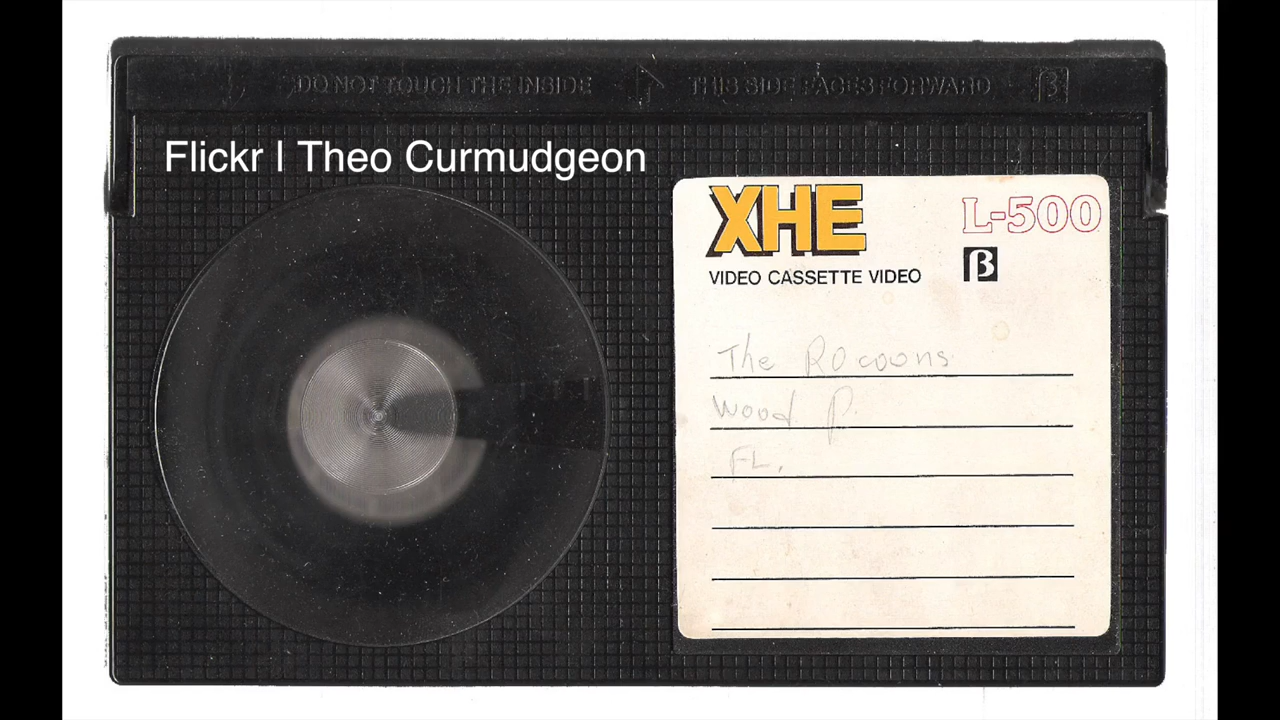 DO NOT TOUCH THE INSIDE THIS SIDE FACES FORWARD β
Flickr | Theo Curmudgeon
XHE L-500
VIDEO CASSETTE VIDEO β
The ROcoons
Wood P.
FL.